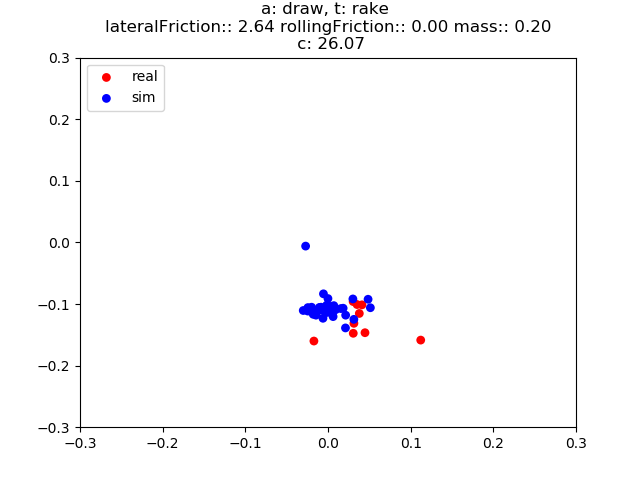 a: draw, t: rake
lateralFriction:: 2.64 rollingFriction:: 0.00 mass:: 0.20
c: 26.07
real
sim
0.3
0.2
0.1
0.0
−0.1
−0.2
−0.3
−0.3
−0.2
−0.1
0.0
0.1
0.2
0.3